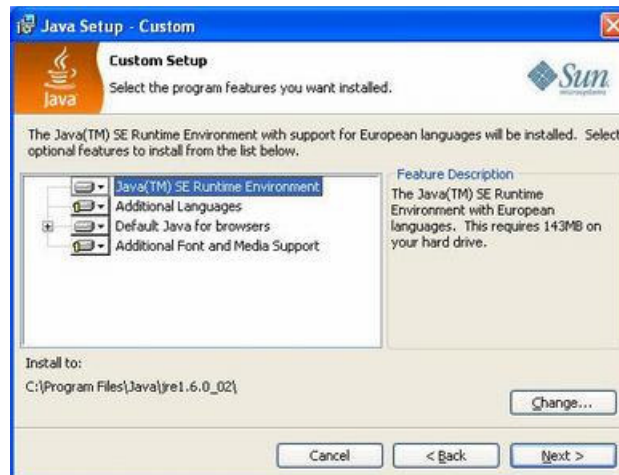 Java Setup - Custom
Java
Custom Setup
Select the program features you want installed.
Sun
microsystems
The Java(TM) SE Runtime Environment with support for European languages will be installed. Select
optional features to install from the list below.
Java(TM) SE Runtime Environment
Additional Languages
Default Java for browsers
Additional Font and Media Support
Feature Description
The Java(TM) SE Runtime
Environment with European
languages. This requires 143MB on
your hard drive.
Install to:
C:\Program Files\Java\jre1.6.0_02\
Change...
Cancel
< Back
Next >